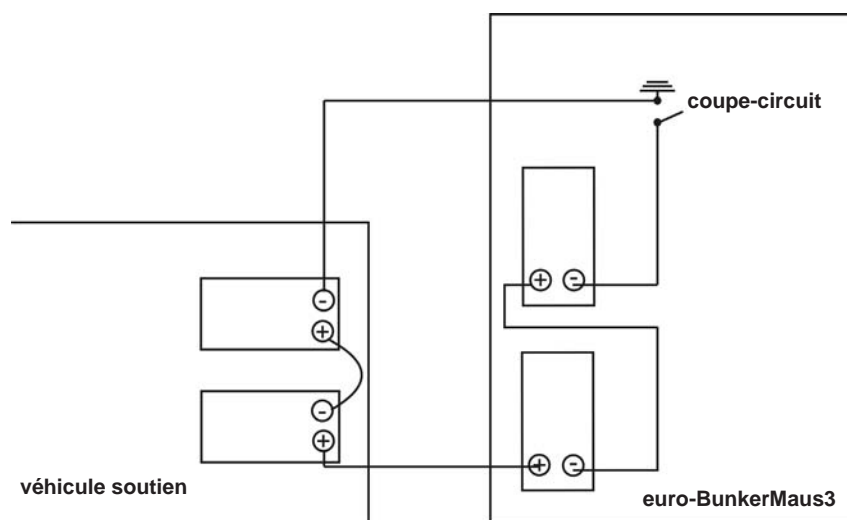 coupe-circuit
+ -
- 
+
-
+
+ -
véhicule soutien
euro-BunkerMaus3